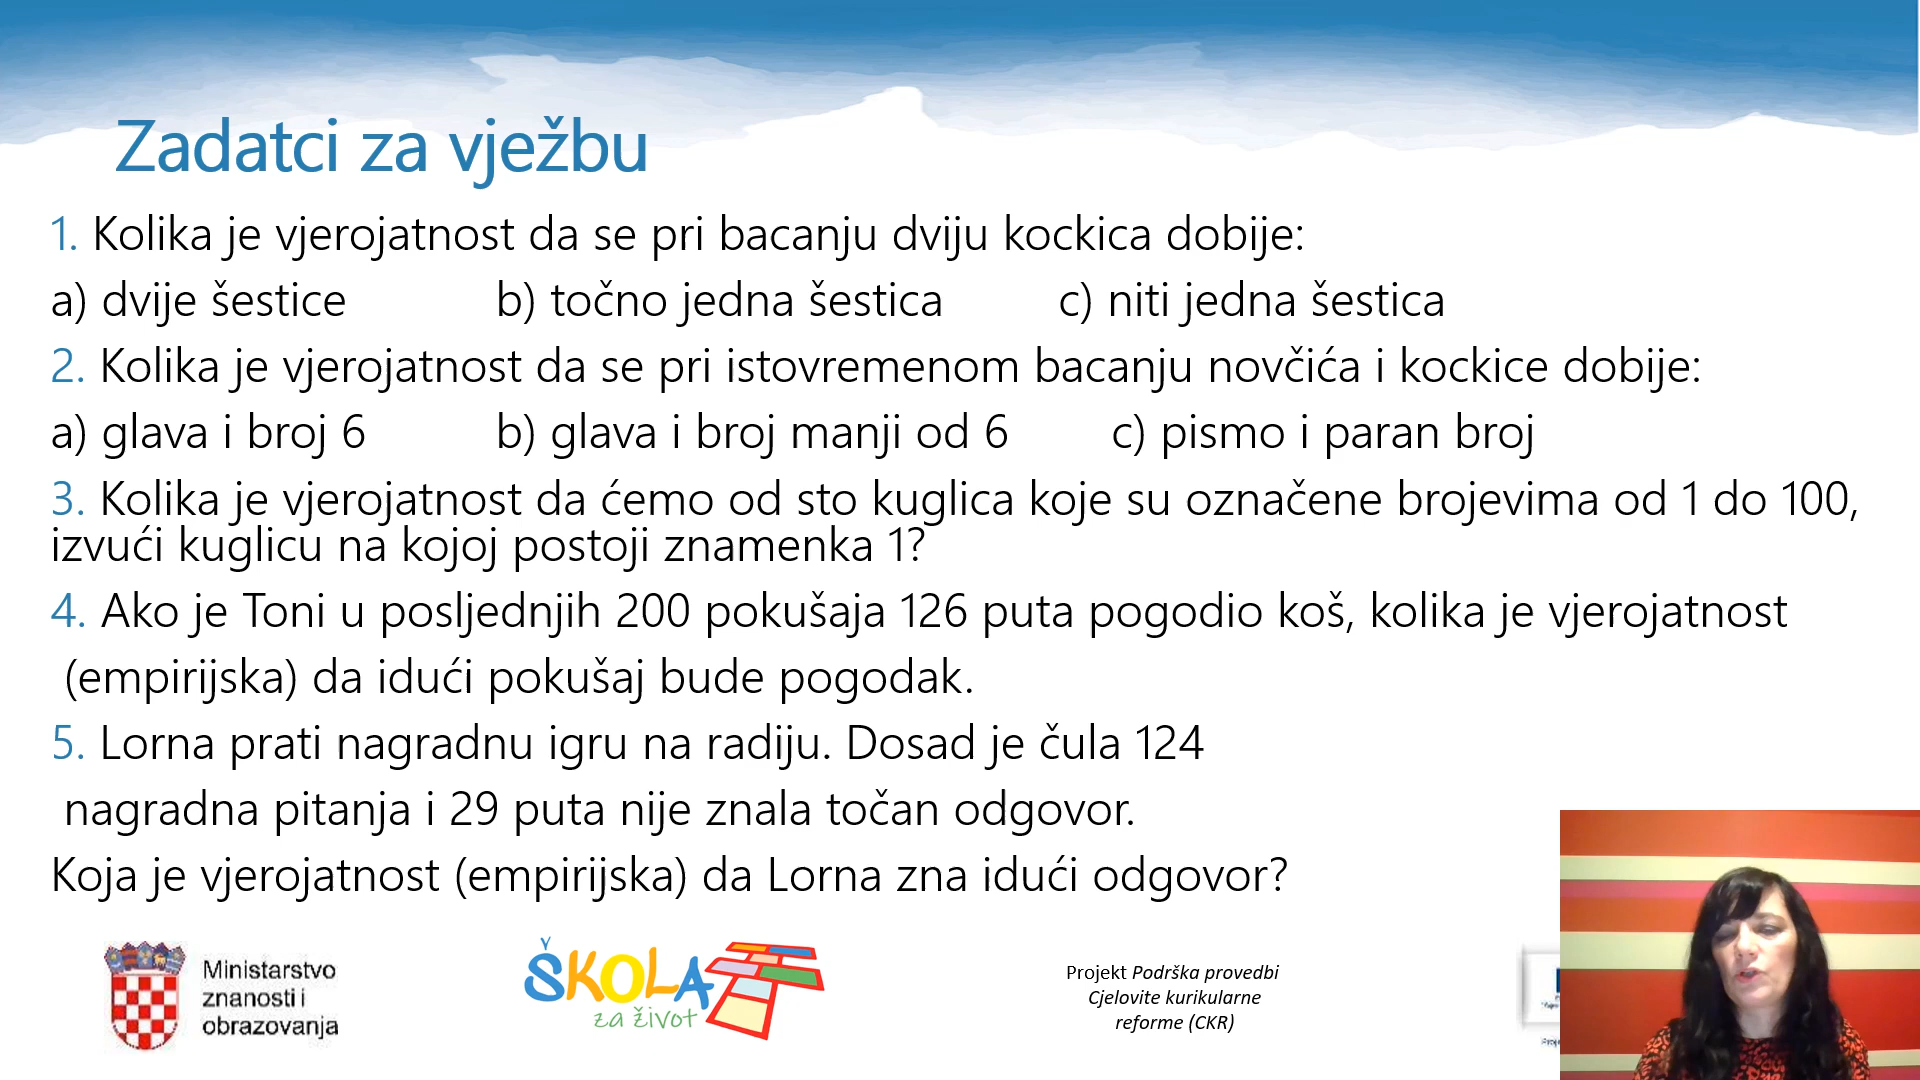 Zadatci za vježbu
1. Kolika je vjerojatnost da se pri bacanju dviju kockica dobije:
a) dvije šestice b) točno jedna šestica c) niti jedna šestica
2. Kolika je vjerojatnost da se pri istovremenom bacanju novčića i kockice dobije:
a) glava i broj 6 b) glava i broj manji od 6 c) pismo i paran broj
3. Kolika je vjerojatnost da ćemo od sto kuglica koje su označene brojevima od 1 do 100,
izvući kuglicu na kojoj postoji znamenka 1?
4. Ako je Toni u posljednjih 200 pokušaja 126 puta pogodio koš, kolika je vjerojatnost
(empirijska) da idući pokušaj bude pogodak.
5. Lorna prati nagradnu igru na radiju. Dosad je čula 124
nagradna pitanja i 29 puta nije znala točan odgovor.
Koja je vjerojatnost (empirijska) da Lorna zna idući odgovor?
Ministarstvo
znanosti i
obrazovanja
ŠKOLA
za život
Projekt Podrška provedbi
Cjelovite kurikularne
reforme (CKR)